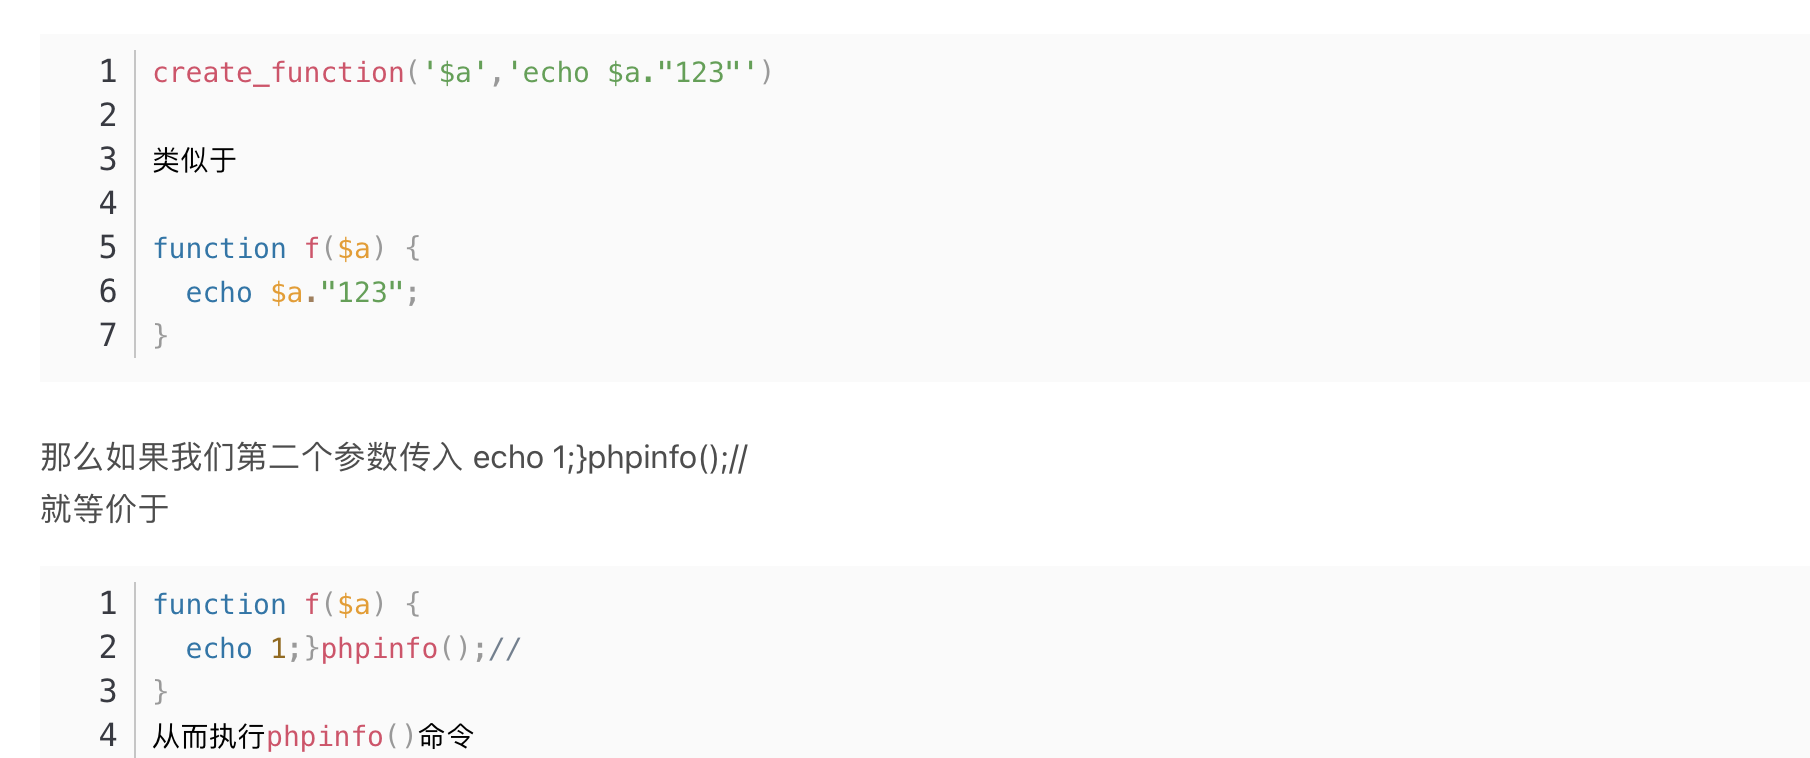 1 create_function('$a','echo $a."123"')
2
3 类似于
4
5 function f($a) {
6   echo $a."123";
7 }
那么如果我们第二个参数传入 echo 1;}phpinfo();//
就等价于
1 function f($a) {
2   echo 1;}phpinfo();//
3 }
4 从而执行phpinfo()命令